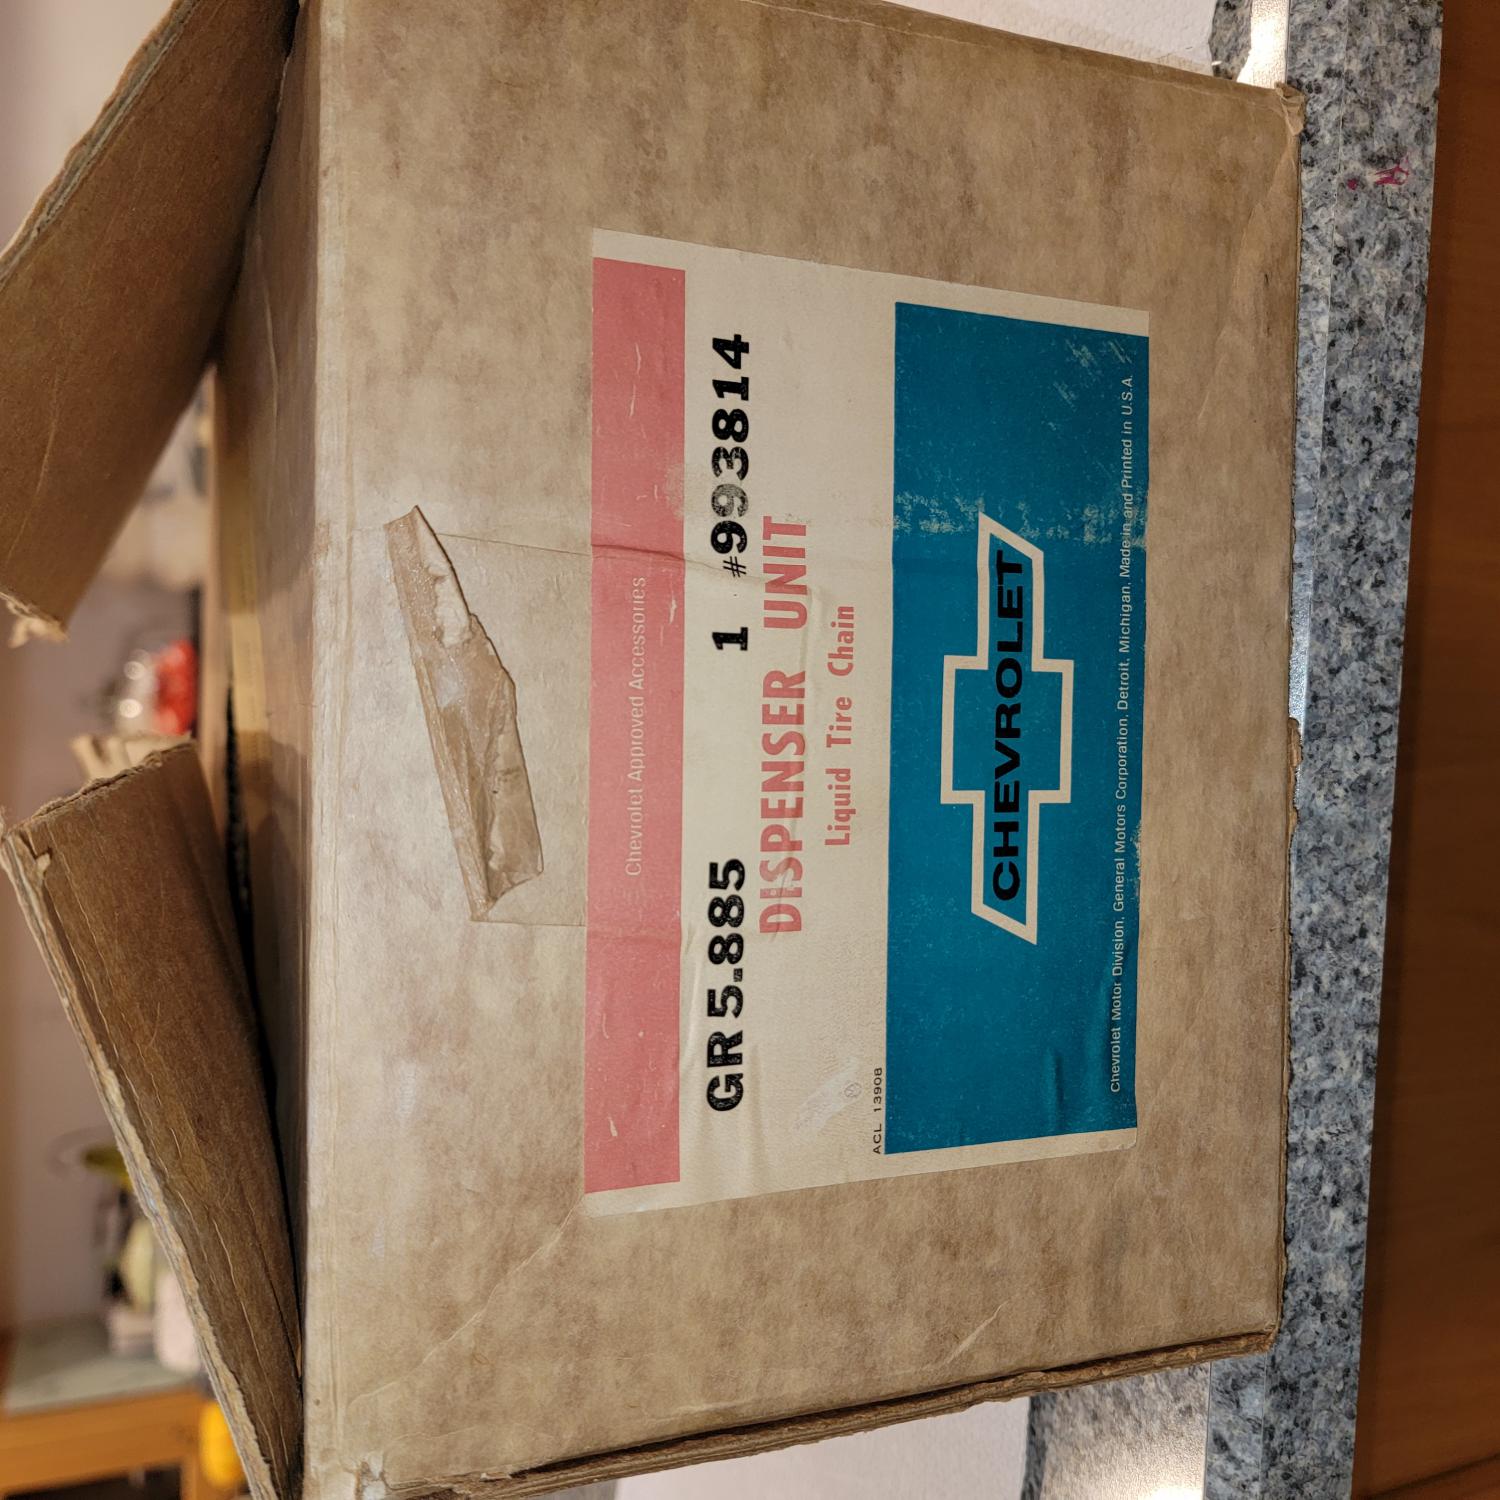 Chevrolet Approved Accessories
GR 5.885 1 #993814
DISPENSER UNIT
Liquid Tire Chain
ACL 13908
CHEVROLET
Chevrolet Motor Division, General Motors Corporation, Detroit, Michigan. Made in and Printed in U.S.A.